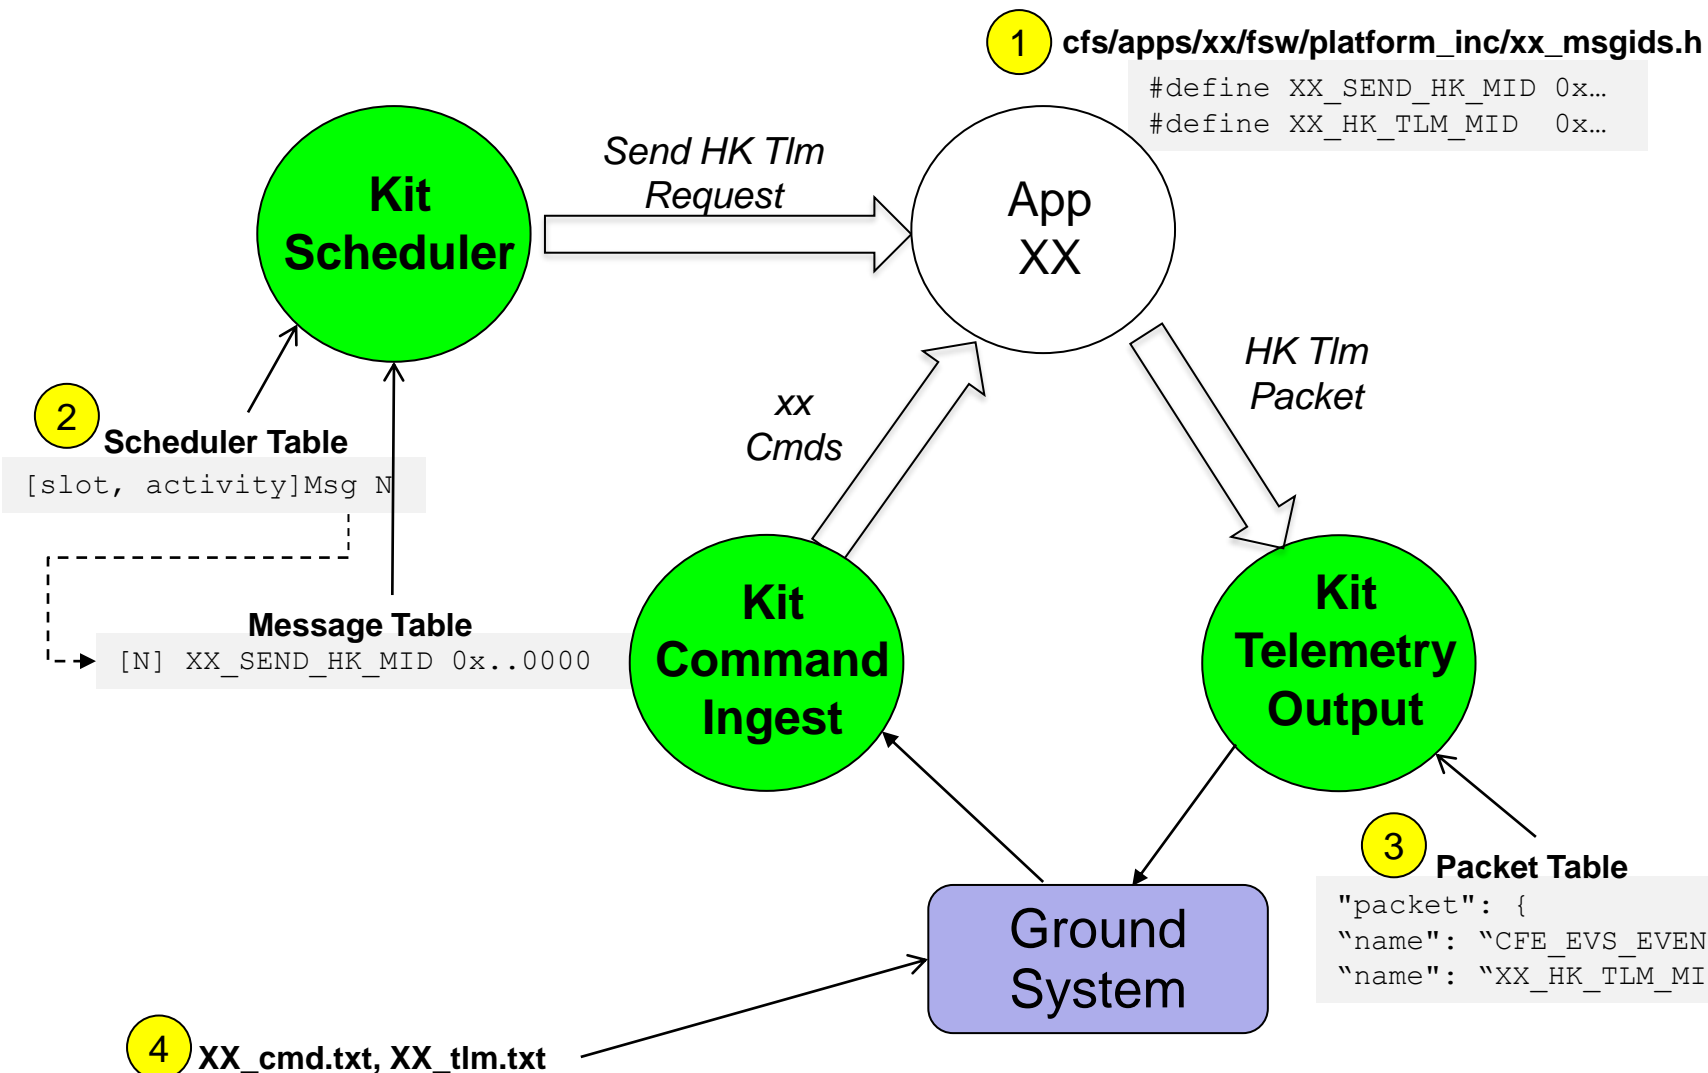 1
cfs/apps/xx/fsw/platform_inc/xx_msgids.h
#define XX_SEND_HK_MID 0x…
#define XX_HK_TLM_MID 0x…
Kit
Scheduler
Send HK Tlm
Request
App
XX
HK Tlm
Packet
xx
Cmds
2
Scheduler Table
[slot, activity]Msg N
Message Table
[N] XX_SEND_HK_MID 0x..0000
Kit
Command
Ingest
Kit
Telemetry
Output
3
Packet Table
"packet": {
“name": “CFE_EVS_EVEN
“name": “XX_HK_TLM_MI
Ground
System
4
XX_cmd.txt, XX_tlm.txt